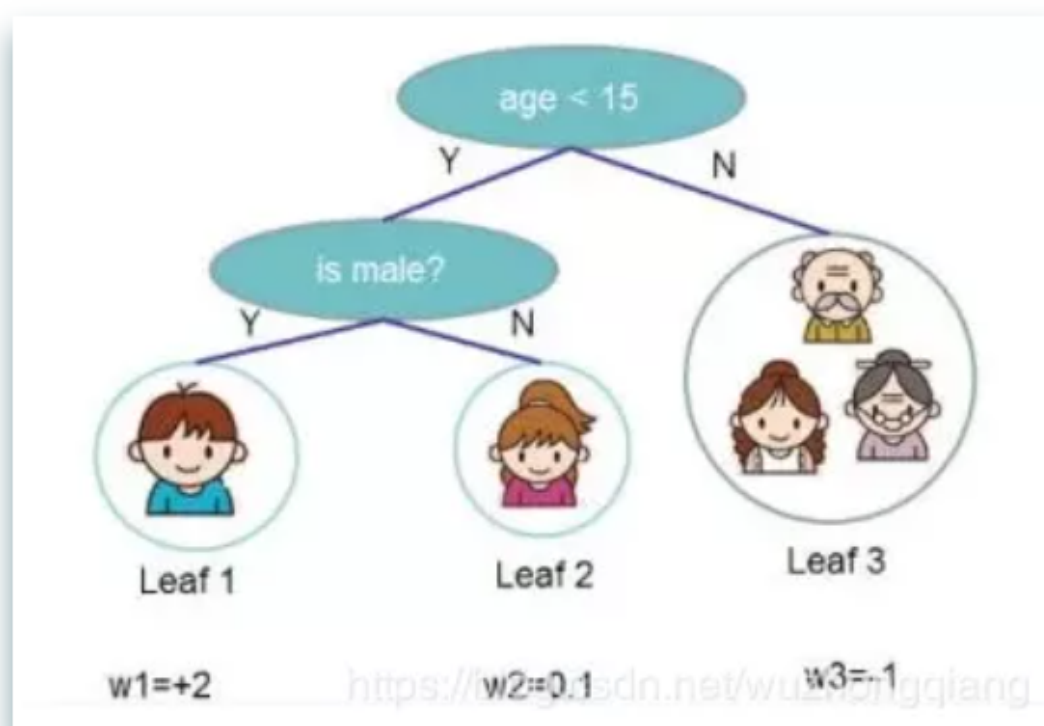 age < 15
Y
N
is male?
Y
N
Leaf 1
Leaf 2
Leaf 3
w1=+2
w2=0.1
w3=-1